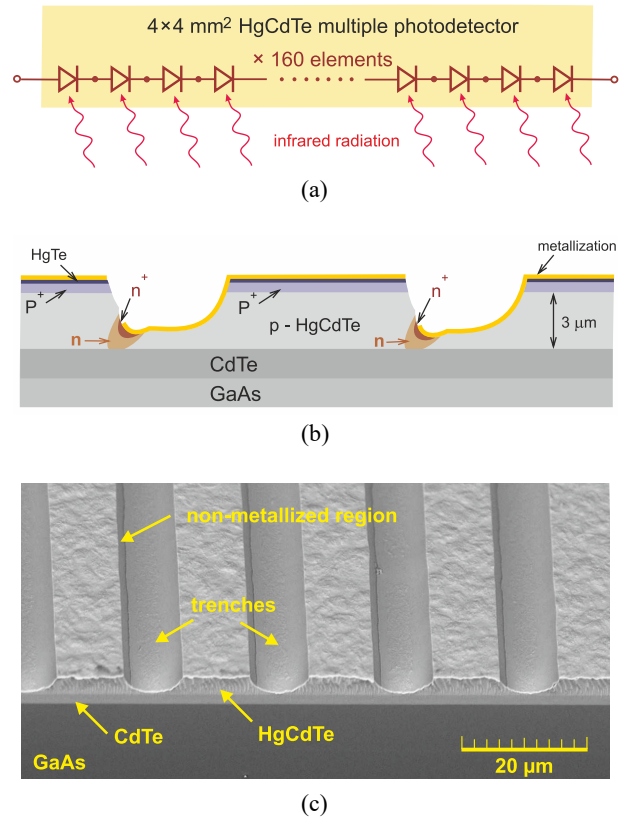 4×4 mm² HgCdTe multiple photodetector
× 160 elements
infrared radiation
(a)
HgTe
n⁺
n⁺
metallization
P⁺
P⁺
p - HgCdTe
3 μm
n
n
CdTe
GaAs
(b)
non-metallized region
trenches
CdTe
HgCdTe
GaAs
20 μm
(c)